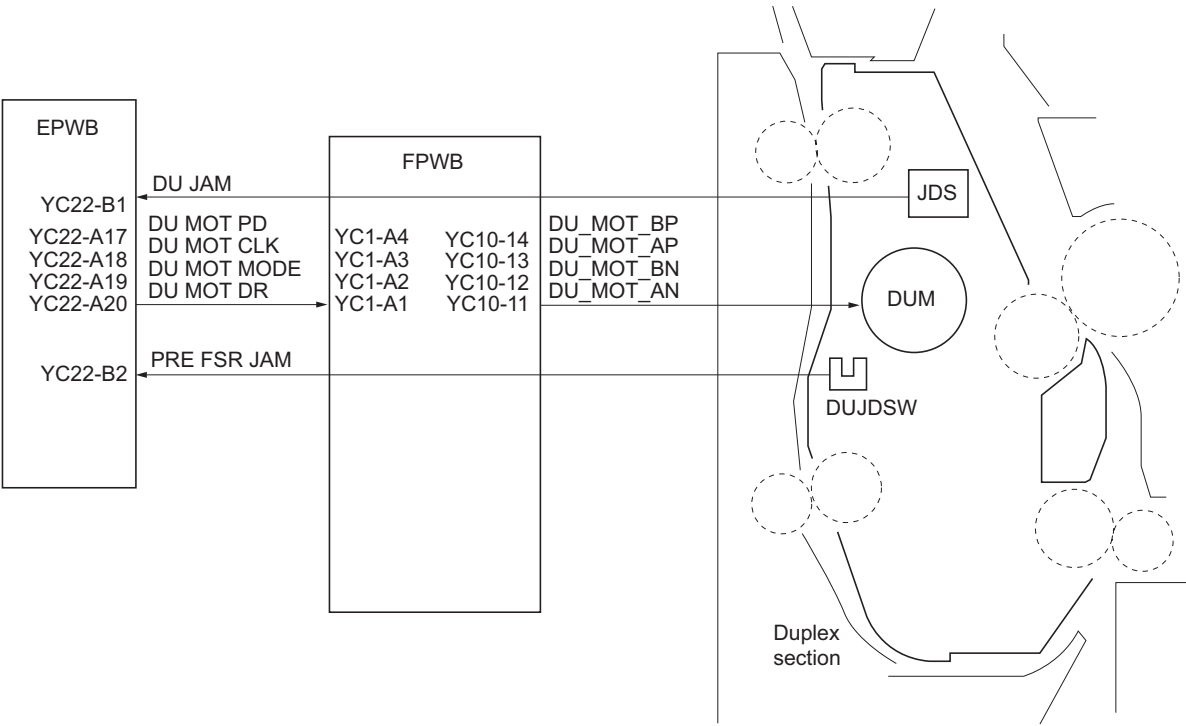 EPWB
FPWB
DU JAM
YC22-B1
JDS
DU MOT PD
YC22-A17
DU MOT CLK
YC22-A18
DU MOT MODE
YC22-A19
DU MOT DR
YC22-A20
YC1-A4
YC1-A3
YC1-A2
YC1-A1
YC10-14
YC10-13
YC10-12
YC10-11
DU_MOT_BP
DU_MOT_AP
DU_MOT_BN
DU_MOT_AN
DUM
PRE FSR JAM
YC22-B2
DUJDSW
Duplex
section